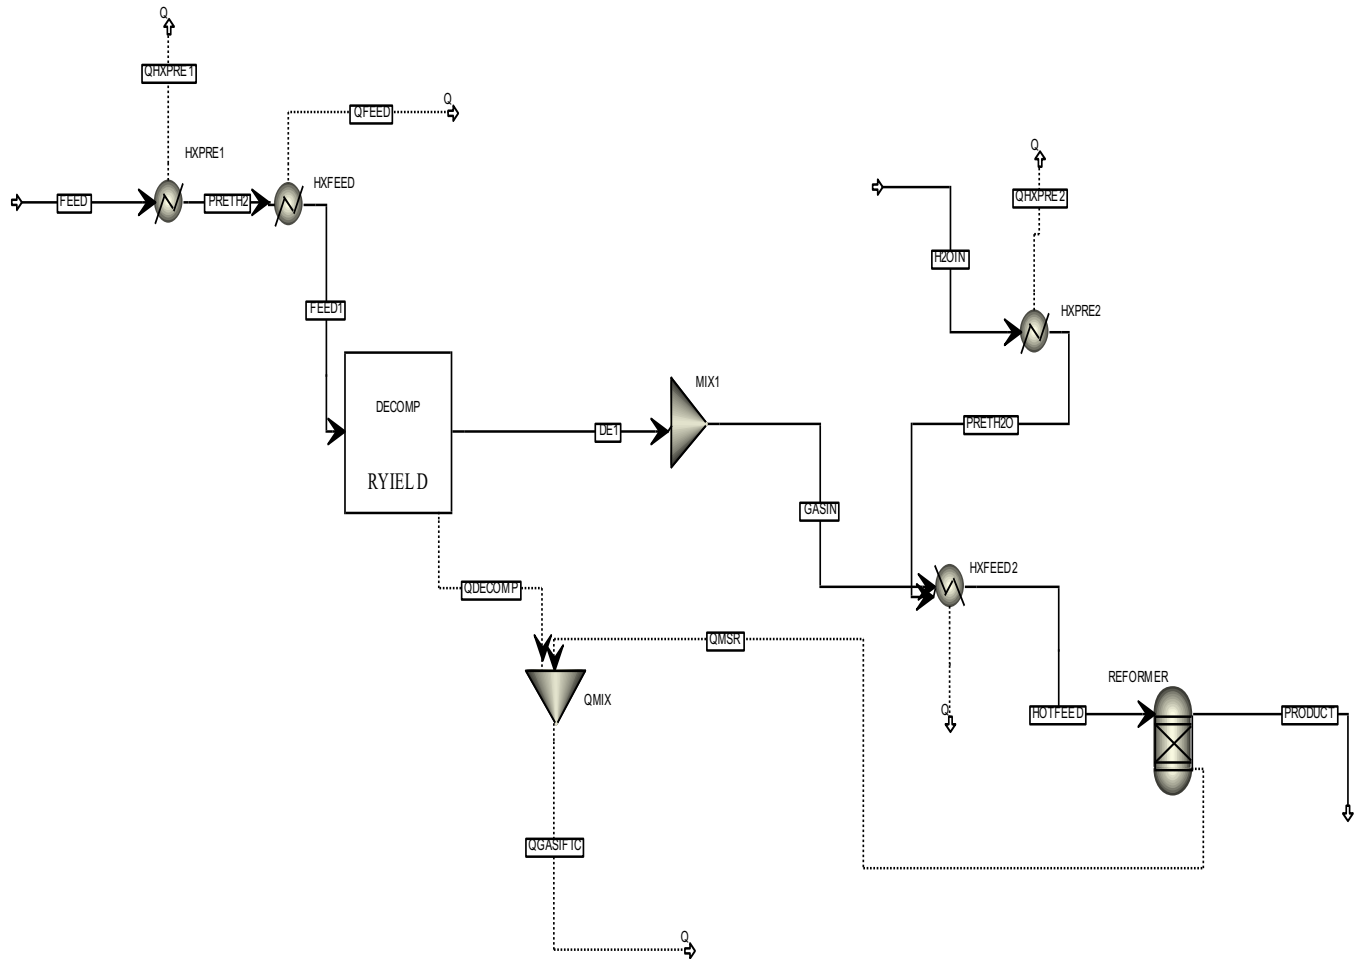 Q
QHXPRE1
QFEED
Q
HXPRE1
HXFEED
FEED
PRETH2
FEED1
Q
QHXPRE2
H2OIN
HXPRE2
DECOMP
RYIELD
MIX1
DE1
PRETH2O
GASIN
HXFEED2
QDECOMP
QMSR
QMIX
Q
REFORMER
HOTFEED
PRODUCT
QGASIFIC
Q